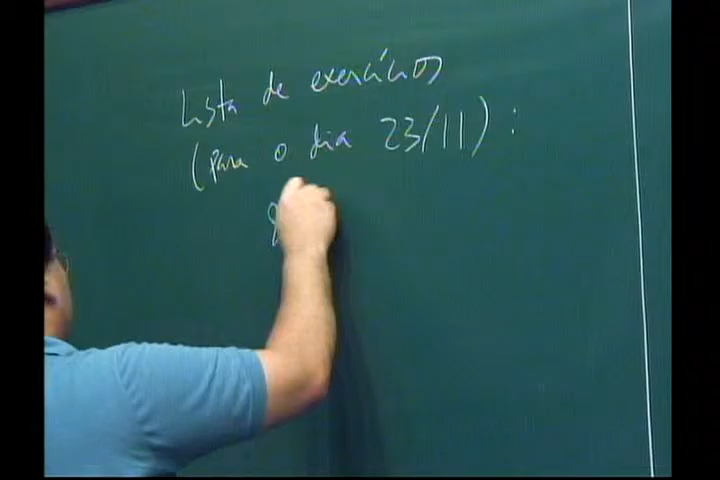 Lista de exercícios
(Para o dia 23/11) :